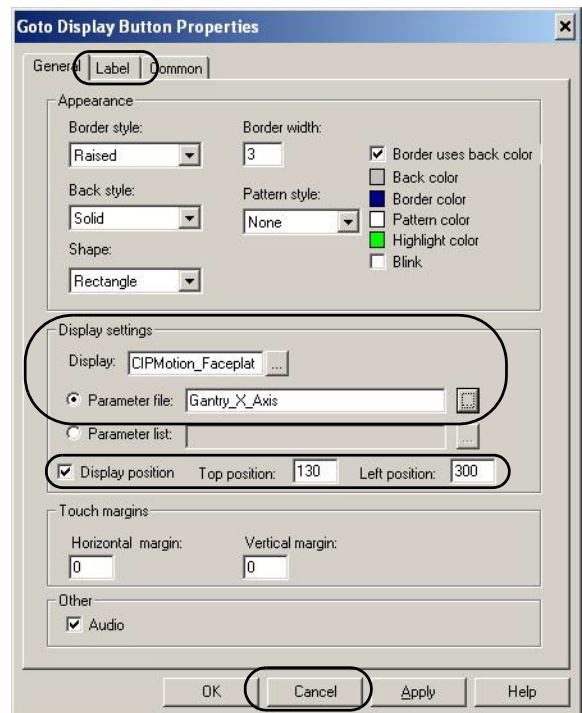 Goto Display Button Properties
General Label Common
Appearance
Border style: Border width:
Raised 3 Border uses back color
Back color
Back style: Pattern style: Border color
Solid None Pattern color
Highlight color
Shape: Blink
Rectangle
Display settings
Display: CIPMotion_Faceplat ...
Parameter file: Gantry_X_Axis ...
Parameter list: ...
Display position Top position: 130 Left position: 300
Touch margins
Horizontal margin: Vertical margin:
0 0
Other
Audio
OK Cancel Apply Help